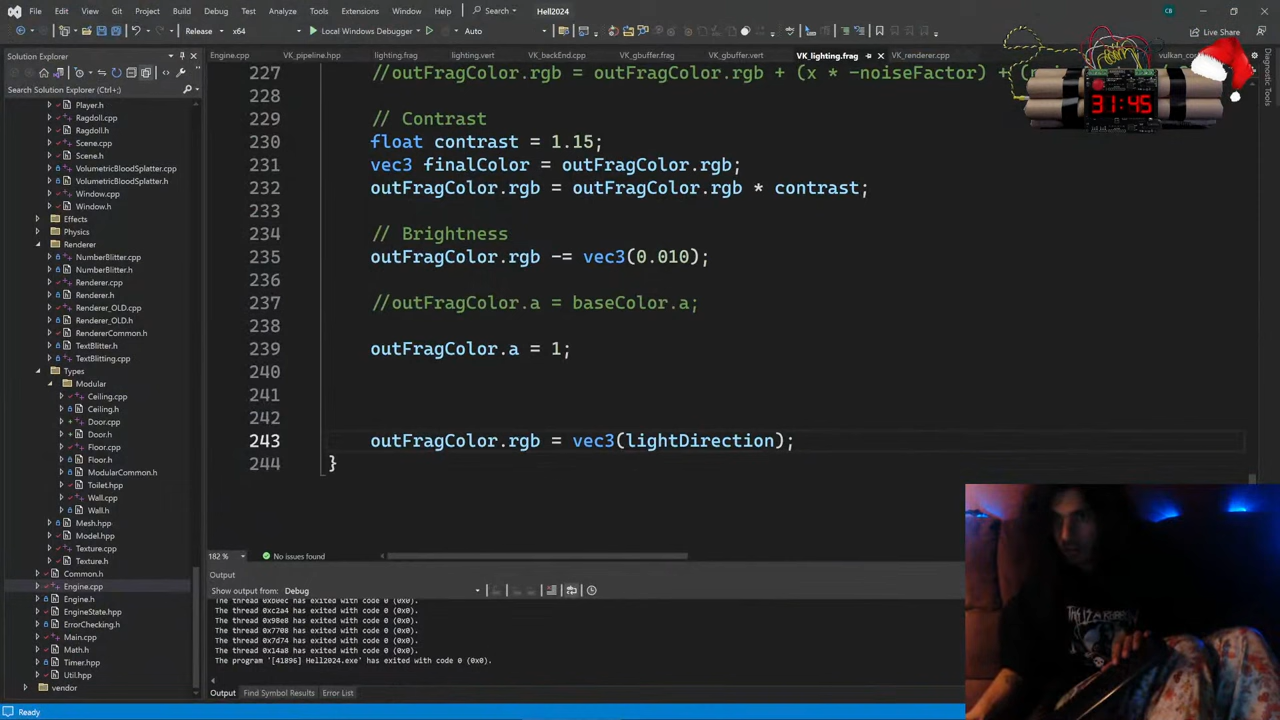 File Edit View Git Project Build Debug Test Analyze Tools Extensions Window Help Search Hell2024 CB
Release x64 Local Windows Debugger Auto Live Share
Solution Explorer
Engine.cpp VK_pipeline.hpp lighting.frag lighting.vert VK_backEnd.cpp VK_gbuffer.frag VK_gbuffer.vert VK_lighting.frag VK_renderer.cpp
Search Solution Explorer (Ctrl+;)
Player.h
Ragdoll.cpp
Ragdoll.h
Scene.cpp
Scene.h
VolumetricBloodSplatter.cpp
VolumetricBloodSplatter.h
Window.cpp
Window.h
Effects
Physics
Renderer
NumberBlitter.cpp
NumberBlitter.h
Renderer.cpp
Renderer.h
Renderer_OLD.cpp
Renderer_OLD.h
RendererCommon.h
TextBlitter.h
TextBlitting.cpp
Types
Modular
Ceiling.cpp
Ceiling.h
Door.cpp
Door.h
Floor.cpp
Floor.h
ModularCommon.h
Toilet.cpp
Wall.cpp
Wall.h
Mesh.hpp
Model.hpp
Texture.cpp
Texture.h
Common.h
Engine.cpp
Engine.h
EngineState.hpp
ErrorChecking.h
Main.cpp
Math.h
Timer.hpp
Util.hpp
vendor
227 //outFragColor.rgb = outFragColor.rgb + (x * -noiseFactor) +
228
229 // Contrast
230 float contrast = 1.15;
231 vec3 finalColor = outFragColor.rgb;
232 outFragColor.rgb = outFragColor.rgb * contrast;
233
234 // Brightness
235 outFragColor.rgb -= vec3(0.010);
236
237 //outFragColor.a = baseColor.a;
238
239 outFragColor.a = 1;
240
241
242
243 outFragColor.rgb = vec3(lightDirection);
244 }
31:45
Diagnostic Tools
182 % No issues found
Output
Show output from: Debug
The thread 0xc2a4 has exited with code 0 (0x0).
The thread 0x98e8 has exited with code 0 (0x0).
The thread 0x7708 has exited with code 0 (0x0).
The thread 0x7d74 has exited with code 0 (0x0).
The thread 0x14a8 has exited with code 0 (0x0).
The program '[41896] Hell2024.exe' has exited with code 0 (0x0).
Output Find Symbol Results Error List
Ready